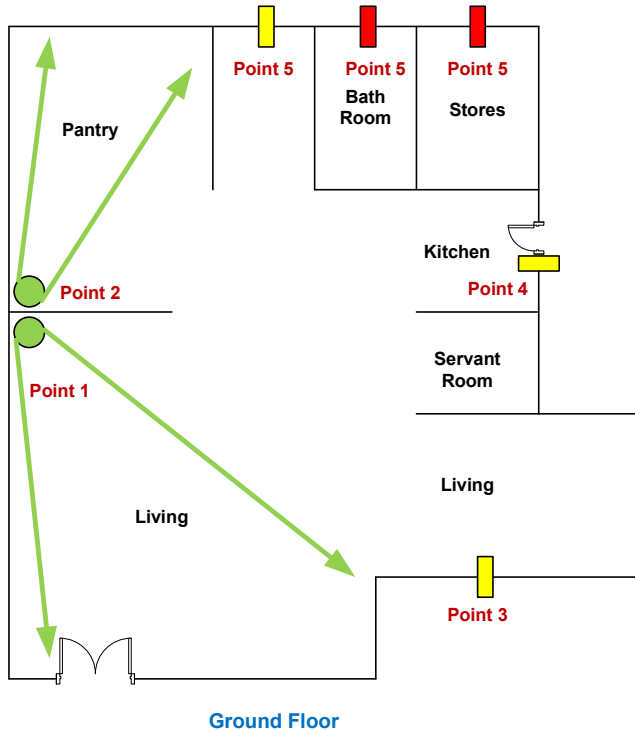 Point 5
Point 5
Point 5
Bath
Room
Stores
Pantry
Kitchen
Point 2
Point 4
Servant
Room
Point 1
Living
Living
Point 3
Ground Floor